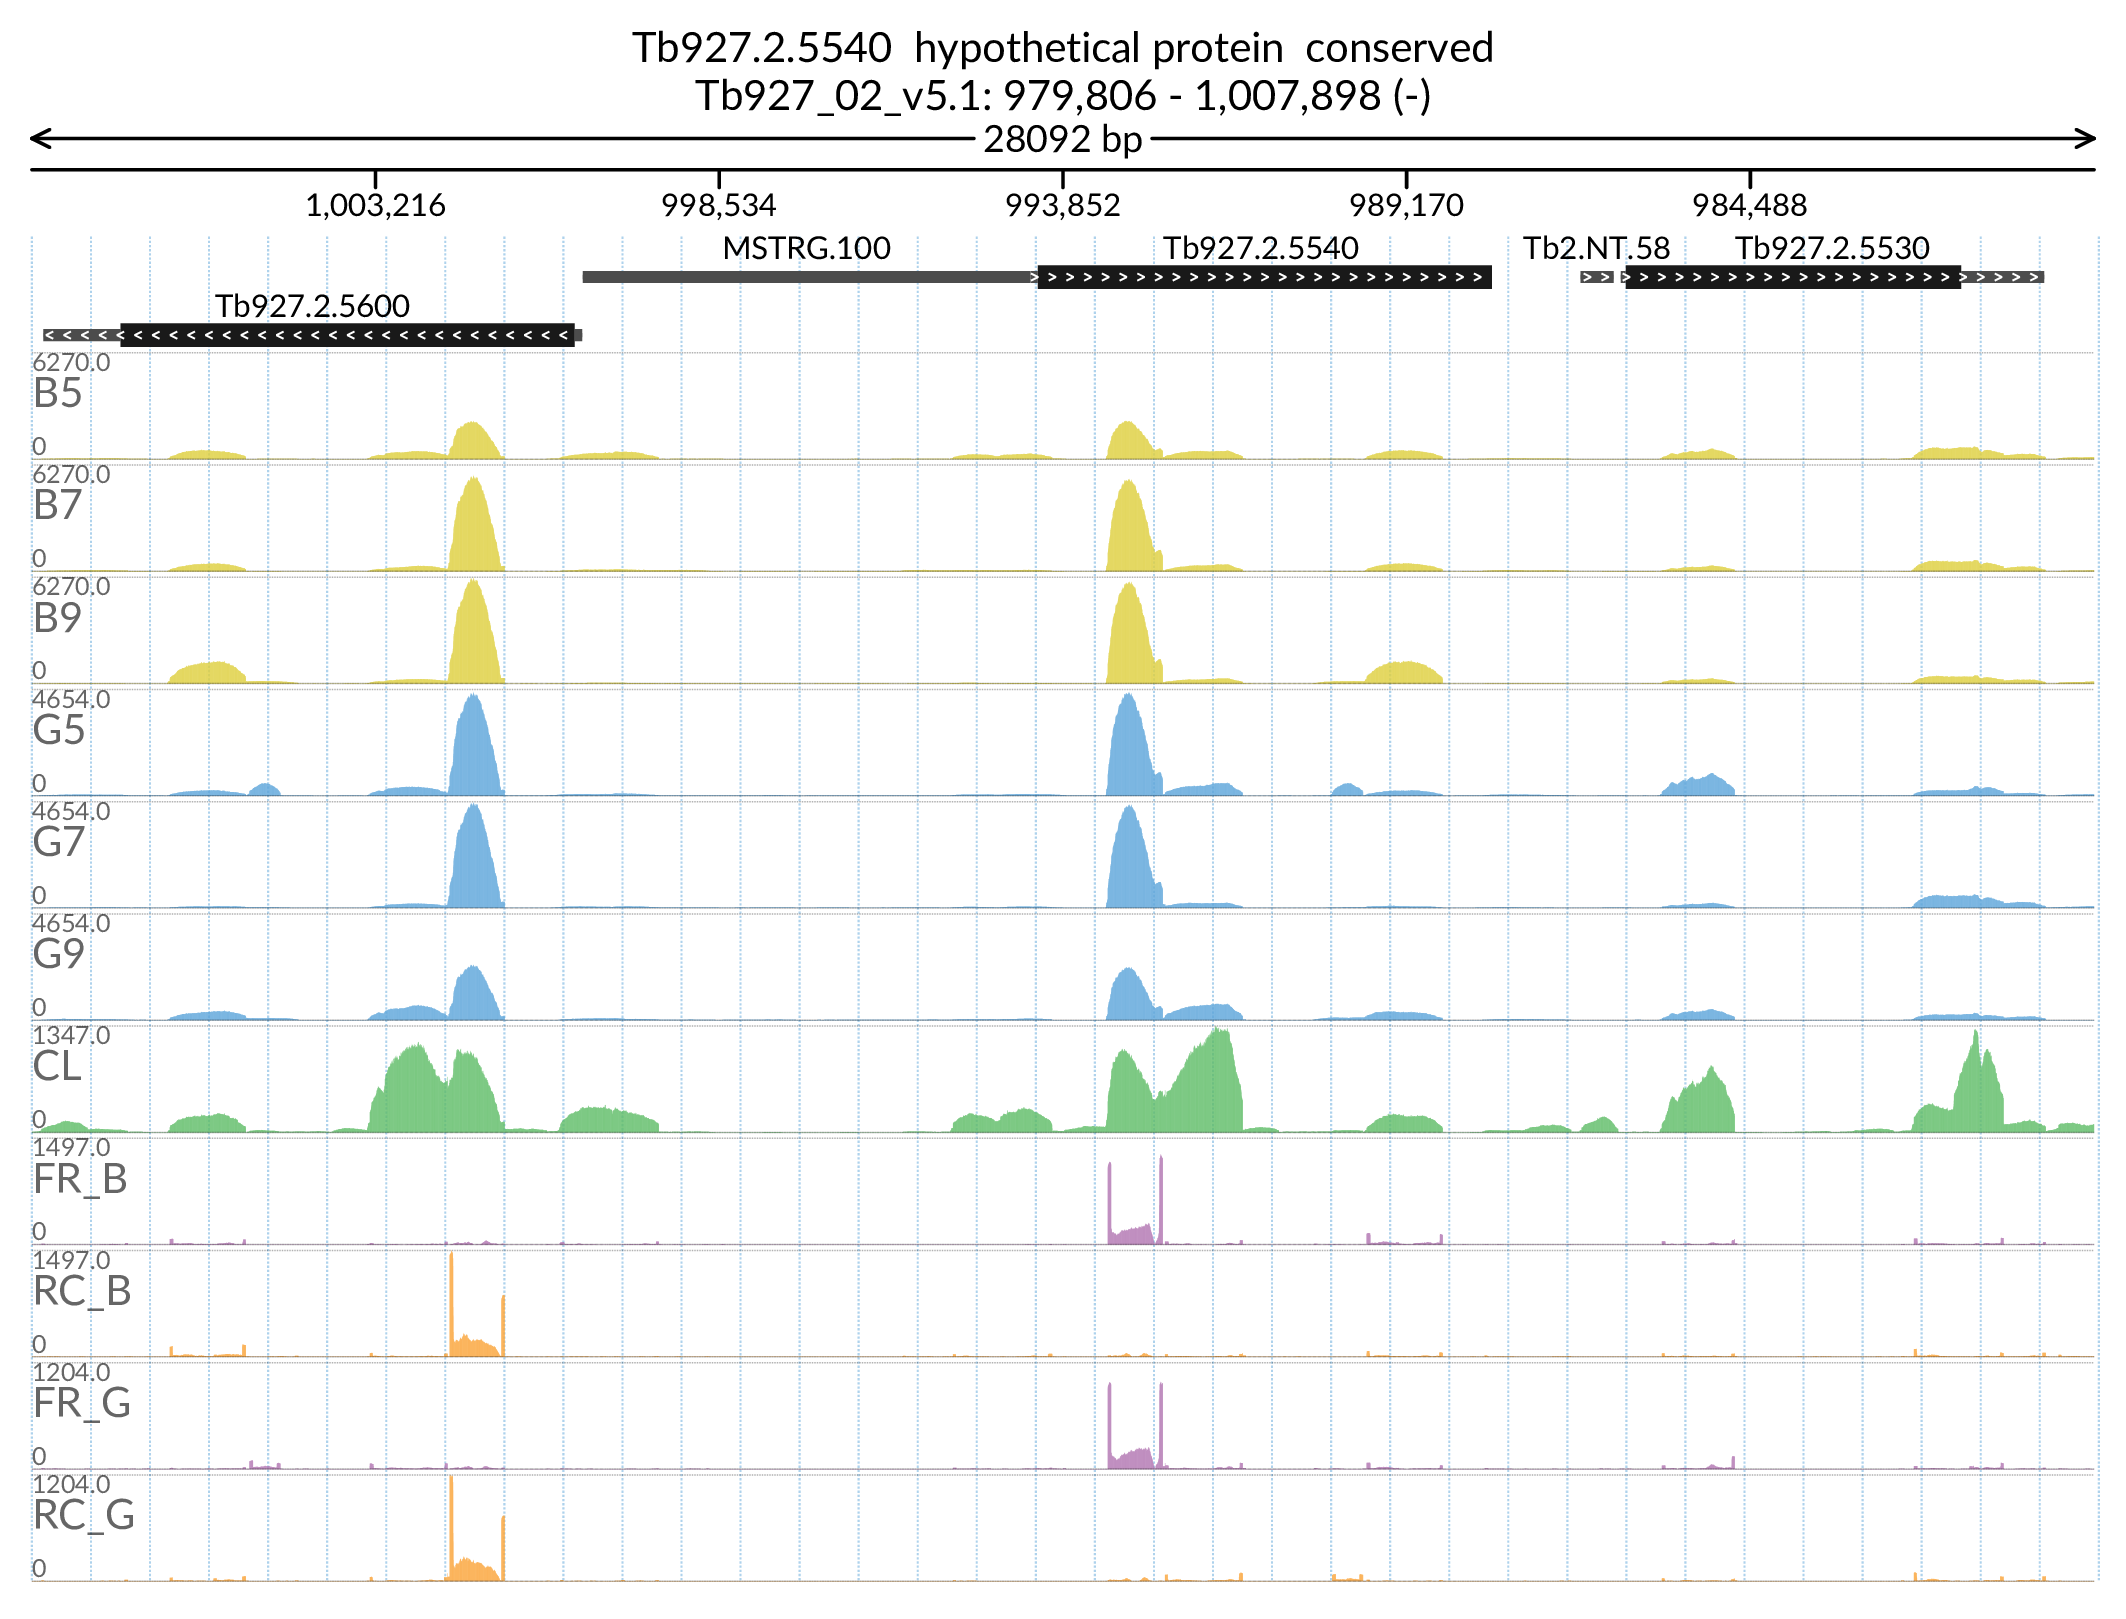 Tb927.2.5540 hypothetical protein conserved
Tb927_02_v5.1: 979,806 - 1,007,898 (-)
28092 bp
1,003,216 998,534 993,852 989,170 984,488
MSTRG.100 Tb927.2.5540 Tb2.NT.58 Tb927.2.5530
Tb927.2.5600
6270.0
B5
0
6270.0
B7
0
6270.0
B9
0
4654.0
G5
0
4654.0
G7
0
4654.0
G9
0
1347.0
CL
0
1497.0
FR_B
0
1497.0
RC_B
0
1204.0
FR_G
0
1204.0
RC_G
0